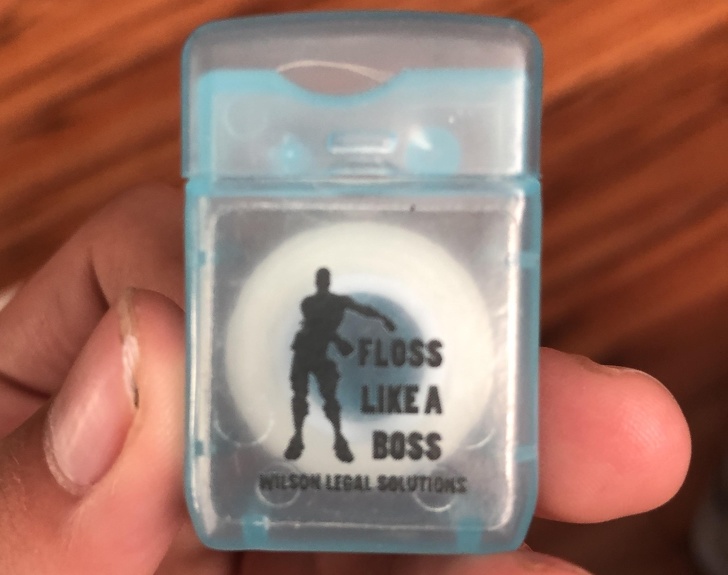 FLOSS
LIKE A
BOSS
WILSON LEGAL SOLUTIONS